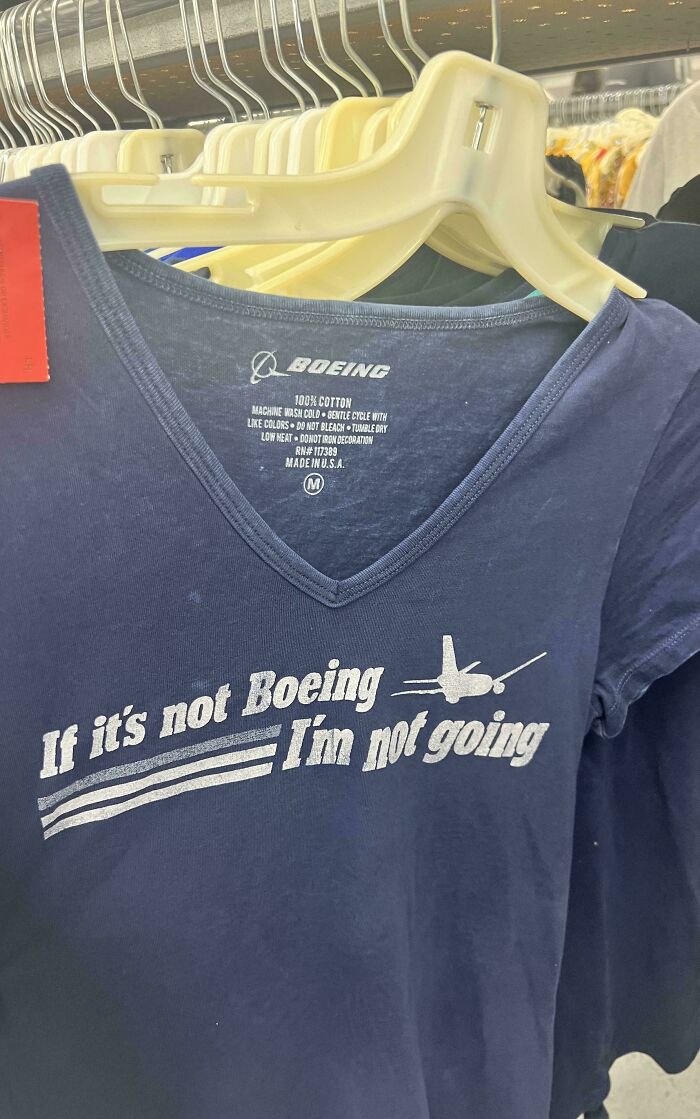 BOEING
100% COTTON
MACHINE WASH COLD • GENTLE CYCLE WITH
LIKE COLORS • DO NOT BLEACH • TUMBLE DRY
LOW HEAT • DO NOT IRON DECORATION
RN# 117389
MADE IN U.S.A.
M
If it's not Boeing
I'm not going